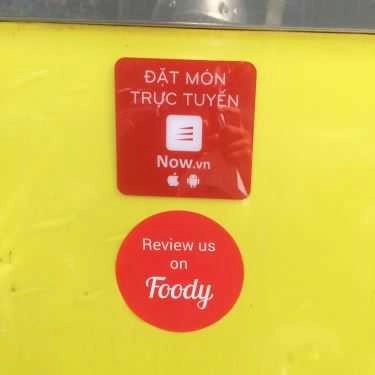 ĐẶT MÓN
TRỰC TUYẾN
Now.vn
Review us
on
Foody